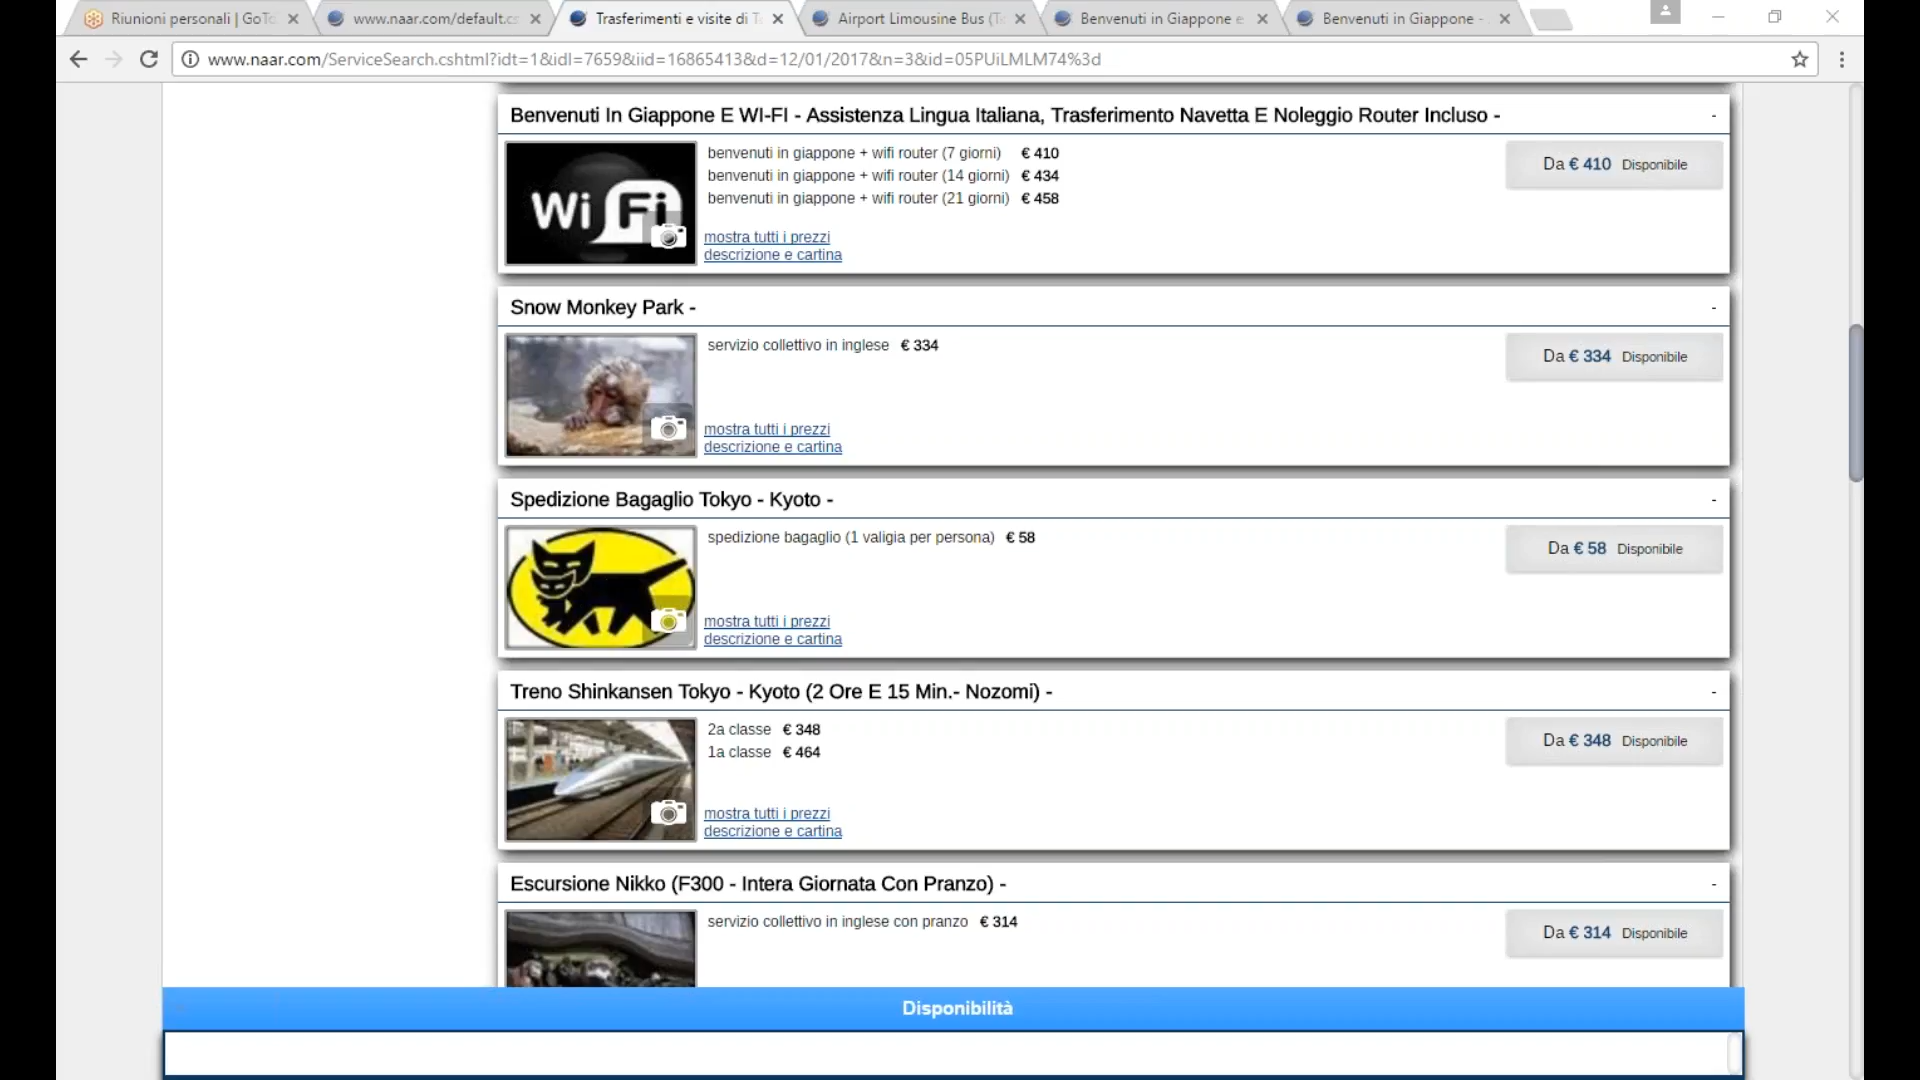 Riunioni personali | GoTo
www.naar.com/default.cs
Trasferimenti e visite di T
Airport Limousine Bus (T
Benvenuti in Giappone e
Benvenuti in Giappone -
www.naar.com/ServiceSearch.cshtml?idt=1&idl=7659&iid=16865413&d=12/01/2017&n=3&id=05PUiLMLM74%3d
Benvenuti In Giappone E WI-FI - Assistenza Lingua Italiana, Trasferimento Navetta E Noleggio Router Incluso - -
Wi Fi
benvenuti in giappone + wifi router (7 giorni) € 410
benvenuti in giappone + wifi router (14 giorni) € 434
benvenuti in giappone + wifi router (21 giorni) € 458
mostra tutti i prezzi
descrizione e cartina
Da € 410 Disponibile
Snow Monkey Park - -
servizio collettivo in inglese € 334
mostra tutti i prezzi
descrizione e cartina
Da € 334 Disponibile
Spedizione Bagaglio Tokyo - Kyoto - -
spedizione bagaglio (1 valigia per persona) € 58
mostra tutti i prezzi
descrizione e cartina
Da € 58 Disponibile
Treno Shinkansen Tokyo - Kyoto (2 Ore E 15 Min.- Nozomi) - -
2a classe € 348
1a classe € 464
mostra tutti i prezzi
descrizione e cartina
Da € 348 Disponibile
Escursione Nikko (F300 - Intera Giornata Con Pranzo) - -
servizio collettivo in inglese con pranzo € 314
Da € 314 Disponibile
Disponibilità